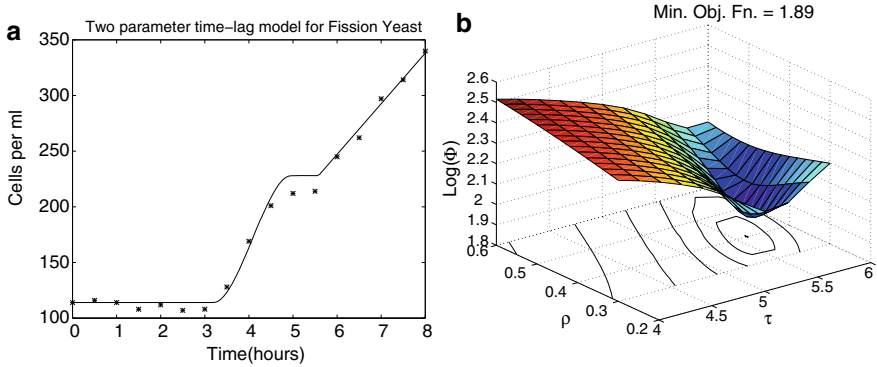 a
Two parameter time-lag model for Fission Yeast
350
300
250
200
150
100
Cells per ml
0 1 2 3 4 5 6 7 8
Time(hours)
b
Min. Obj. Fn. = 1.89
2.6
2.5
2.4
2.3
2.2
2.1
2
1.9
1.8
Log(Φ)
0.6
0.5
0.4
0.3
0.2
ρ
4
4.5
5
5.5
6
τ